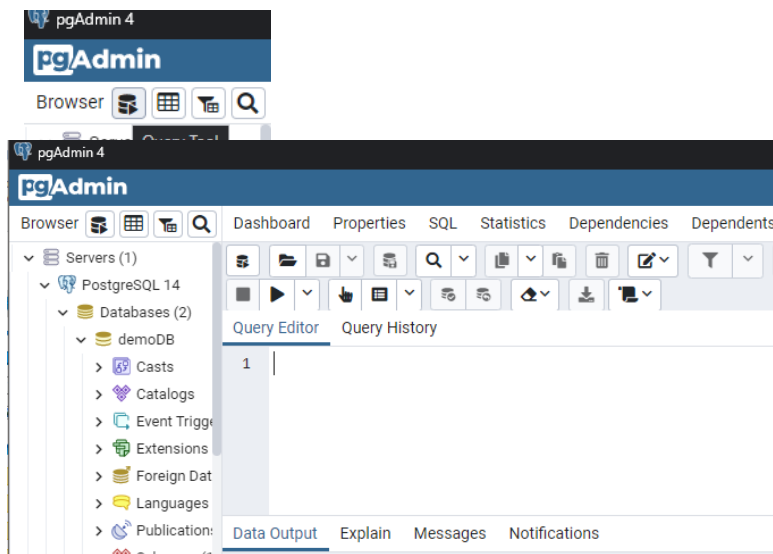 pgAdmin 4
pgAdmin
Browser
pgAdmin 4
pgAdmin
Browser Dashboard Properties SQL Statistics Dependencies Dependents
Servers (1)
PostgreSQL 14
Databases (2)
demoDB
Query Editor Query History
1
Casts
Catalogs
Event Trigge
Extensions
Foreign Dat
Languages
Publication
Data Output Explain Messages Notifications